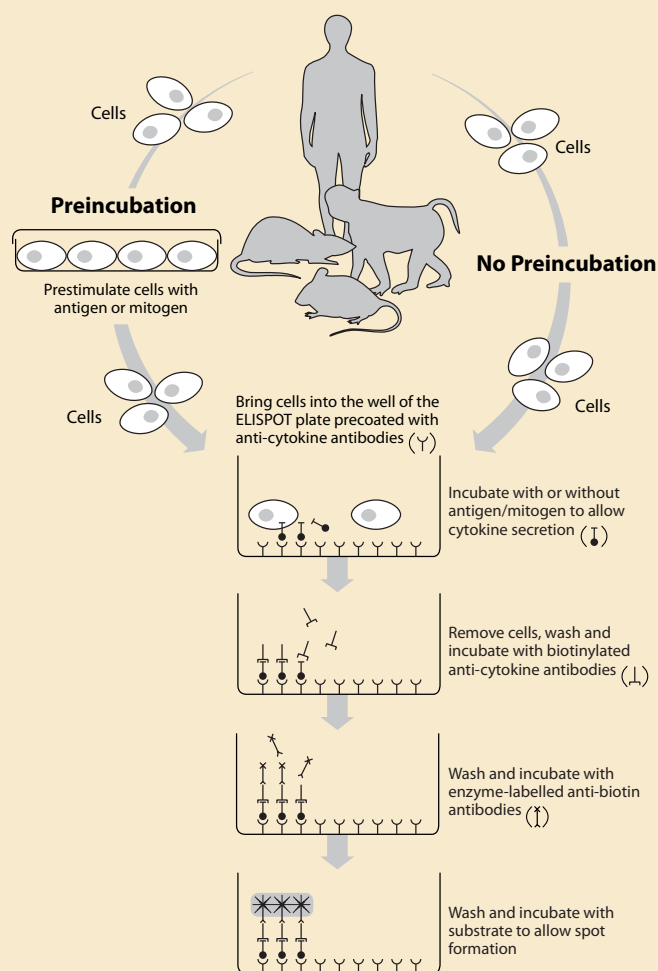 Cells
Cells
Preincubation
No Preincubation
Prestimulate cells with
antigen or mitogen
Cells
Cells
Bring cells into the well of the
ELISPOT plate precoated with
anti-cytokine antibodies ( )
Incubate with or without
antigen/mitogen to allow
cytokine secretion ( )
Remove cells, wash and
incubate with biotinylated
anti-cytokine antibodies ( )
Wash and incubate with
enzyme-labelled anti-biotin
antibodies ( )
Wash and incubate with
substrate to allow spot
formation